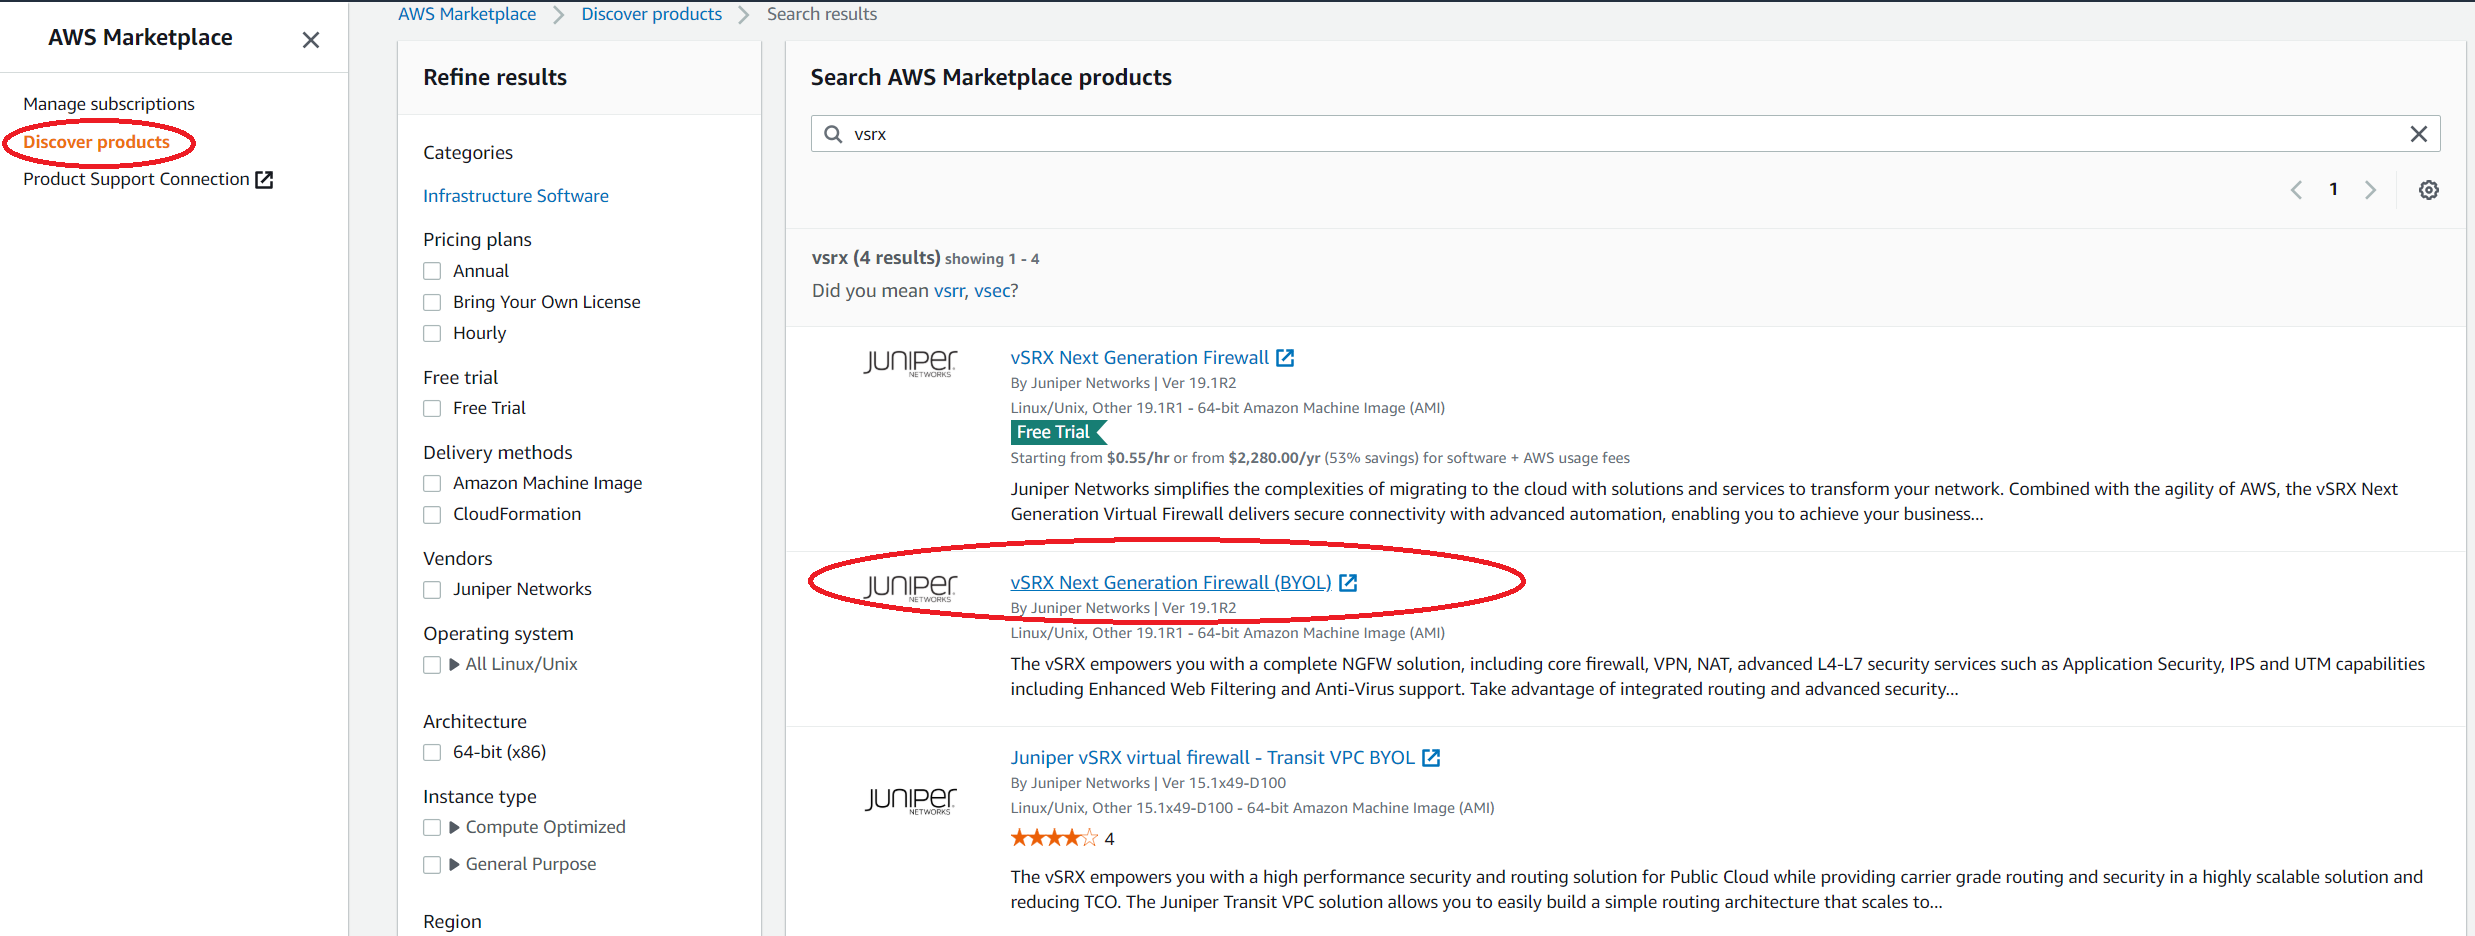 AWS Marketplace
Manage subscriptions
Discover products
Product Support Connection
AWS Marketplace > Discover products > Search results
Refine results
Categories
Infrastructure Software
Pricing plans
Annual
Bring Your Own License
Hourly
Free trial
Free Trial
Delivery methods
Amazon Machine Image
CloudFormation
Vendors
Juniper Networks
Operating system
All Linux/Unix
Architecture
64-bit (x86)
Instance type
Compute Optimized
General Purpose
Region
Search AWS Marketplace products
vsrx
1
vsrx (4 results) showing 1 - 4
Did you mean vsrr, vsec?
JUNIPEr
NETWORKS
vSRX Next Generation Firewall
By Juniper Networks | Ver 19.1R2
Linux/Unix, Other 19.1R1 - 64-bit Amazon Machine Image (AMI)
Free Trial
Starting from $0.55/hr or from $2,280.00/yr (53% savings) for software + AWS usage fees
Juniper Networks simplifies the complexities of migrating to the cloud with solutions and services to transform your network. Combined with the agility of AWS, the vSRX Next
Generation Virtual Firewall delivers secure connectivity with advanced automation, enabling you to achieve your business...
JUNIPEr
NETWORKS
vSRX Next Generation Firewall (BYOL)
By Juniper Networks | Ver 19.1R2
Linux/Unix, Other 19.1R1 - 64-bit Amazon Machine Image (AMI)
The vSRX empowers you with a complete NGFW solution, including core firewall, VPN, NAT, advanced L4-L7 security services such as Application Security, IPS and UTM capabilities
including Enhanced Web Filtering and Anti-Virus support. Take advantage of integrated routing and advanced security...
JUNIPEr
NETWORKS
Juniper vSRX virtual firewall - Transit VPC BYOL
By Juniper Networks | Ver 15.1x49-D100
Linux/Unix, Other 15.1x49-D100 - 64-bit Amazon Machine Image (AMI)
4
The vSRX empowers you with a high performance security and routing solution for Public Cloud while providing carrier grade routing and security in a highly scalable solution and
reducing TCO. The Juniper Transit VPC solution allows you to easily build a simple routing architecture that scales to...